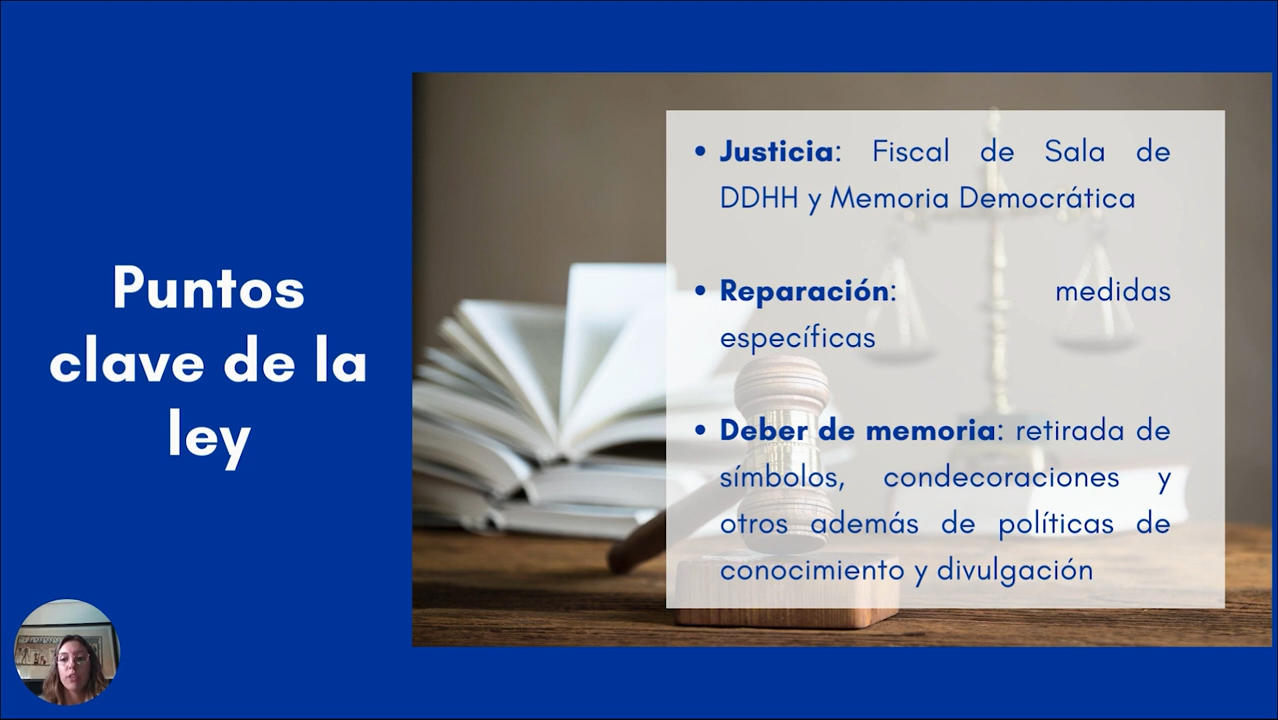 Puntos
clave de la
ley
• Justicia: Fiscal de Sala de
DDHH y Memoria Democrática
• Reparación: medidas
específicas
• Deber de memoria: retirada de
símbolos, condecoraciones y
otros además de políticas de
conocimiento y divulgación